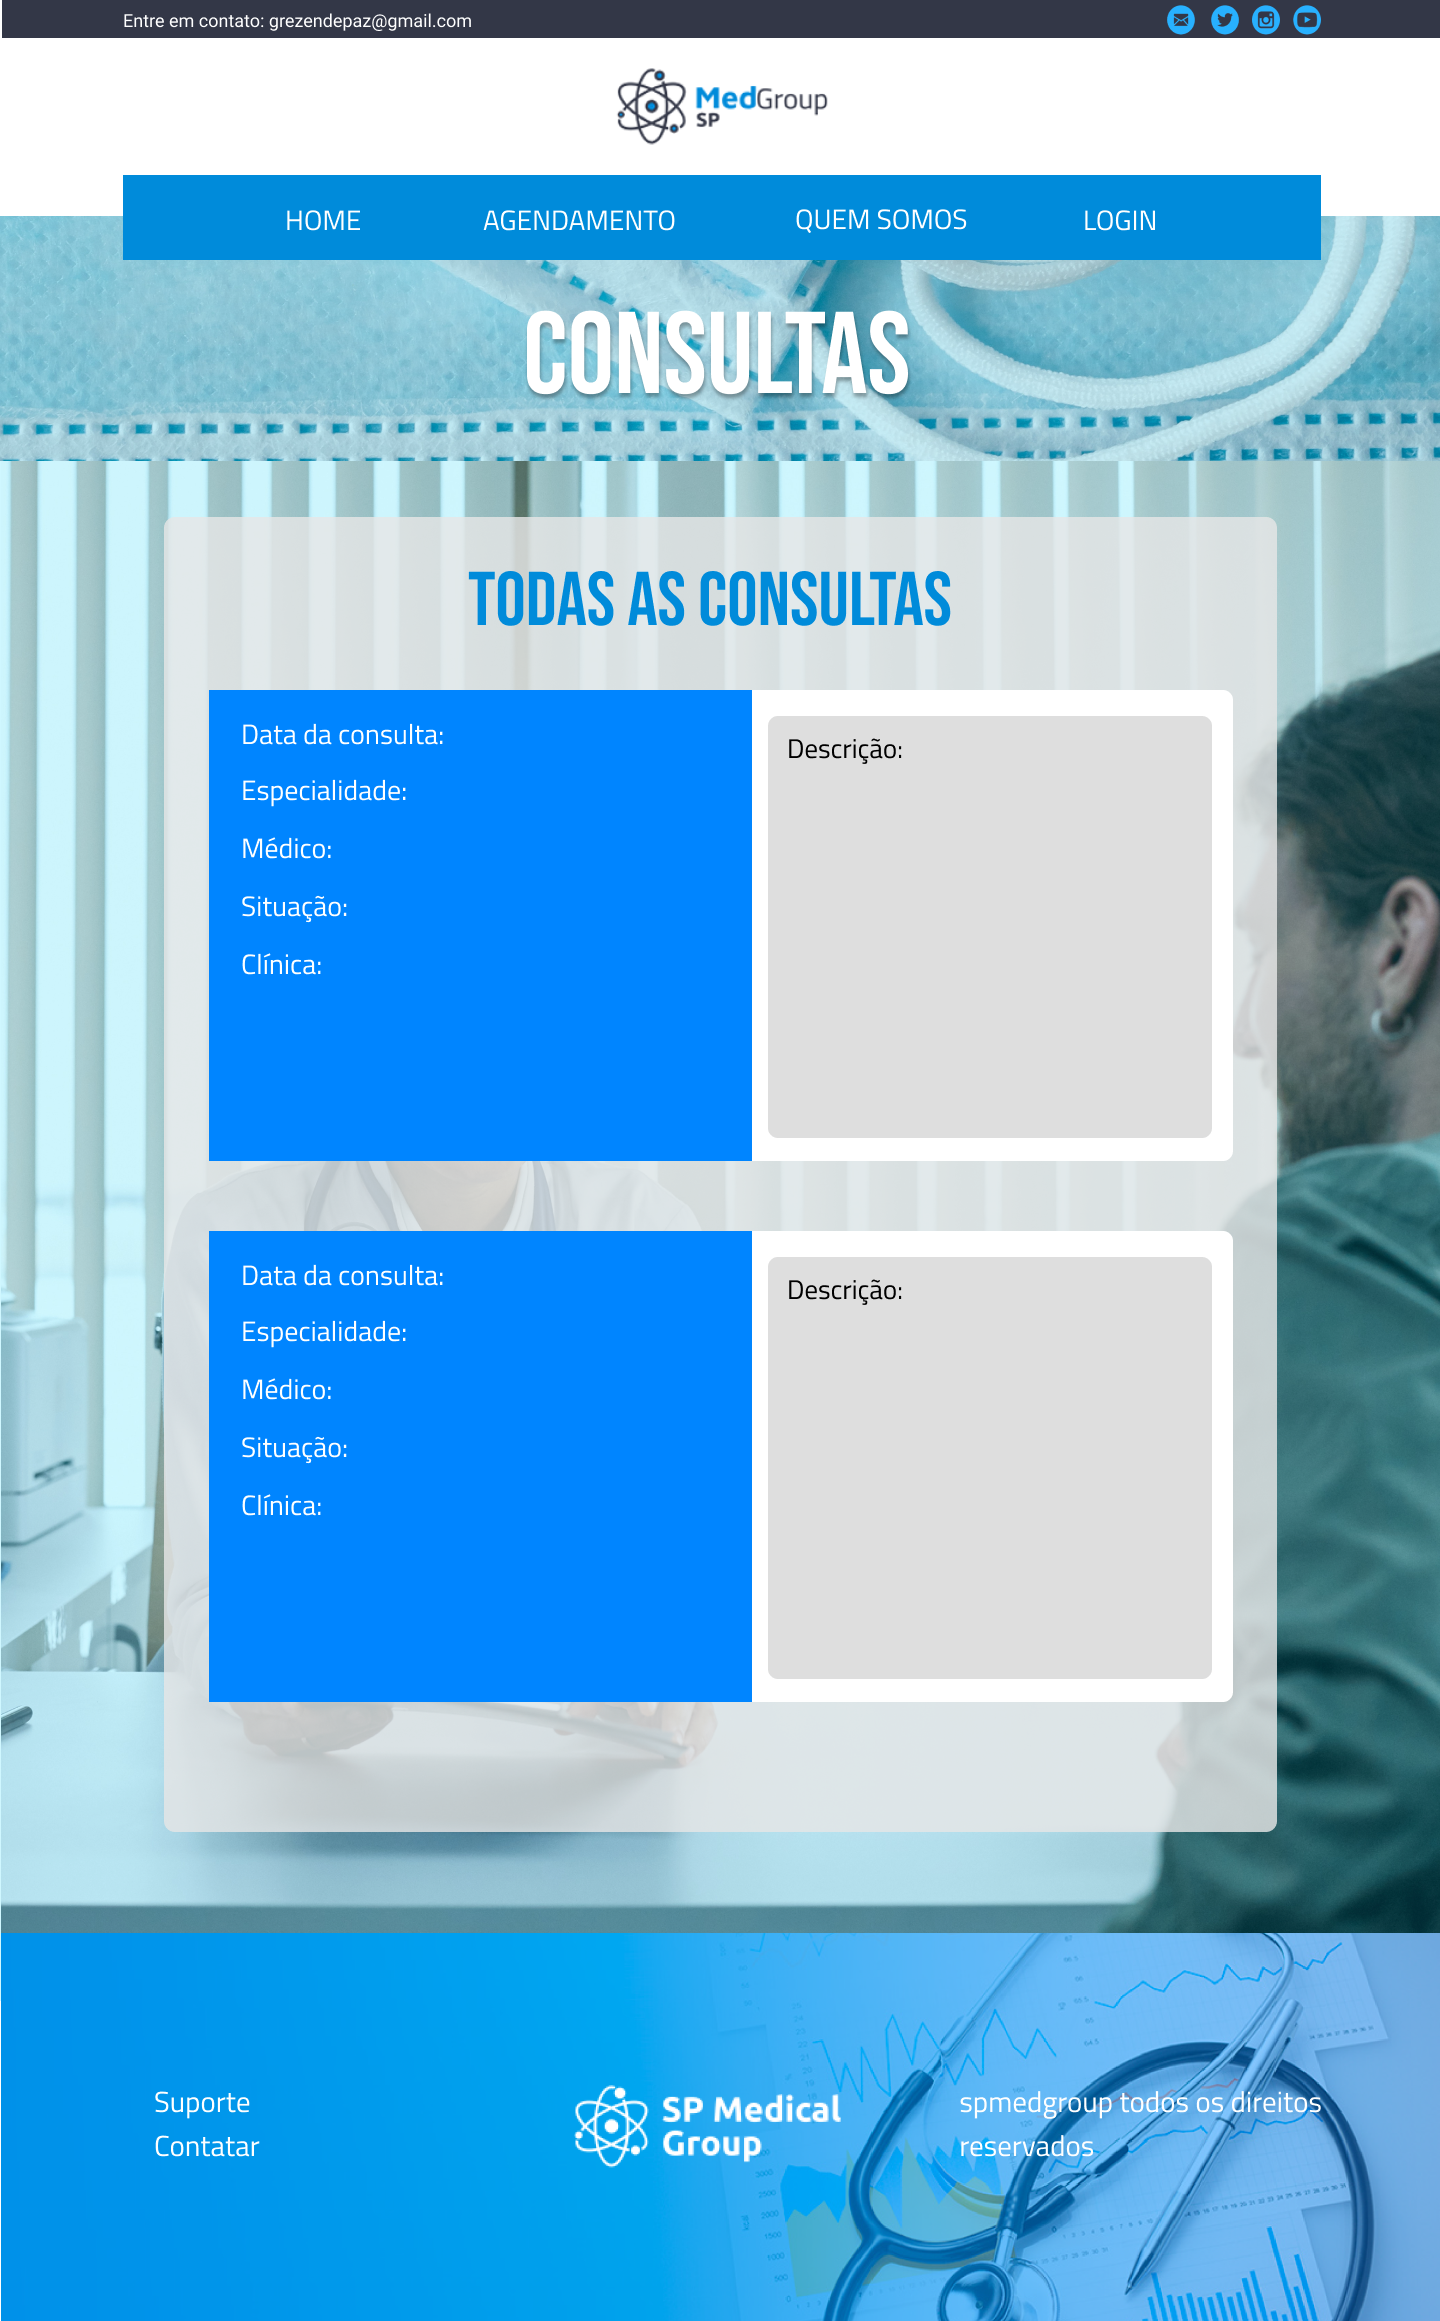 Entre em contato: grezendepaz@gmail.com
MedGroup
SP
HOME AGENDAMENTO QUEM SOMOS LOGIN
CONSULTAS
TODAS AS CONSULTAS
Data da consulta:
Especialidade:
Médico:
Situação:
Clínica:
Descrição:
Data da consulta:
Especialidade:
Médico:
Situação:
Clínica:
Descrição:
Suporte
Contatar
SP Medical
Group
spmedgroup todos os direitos
reservados